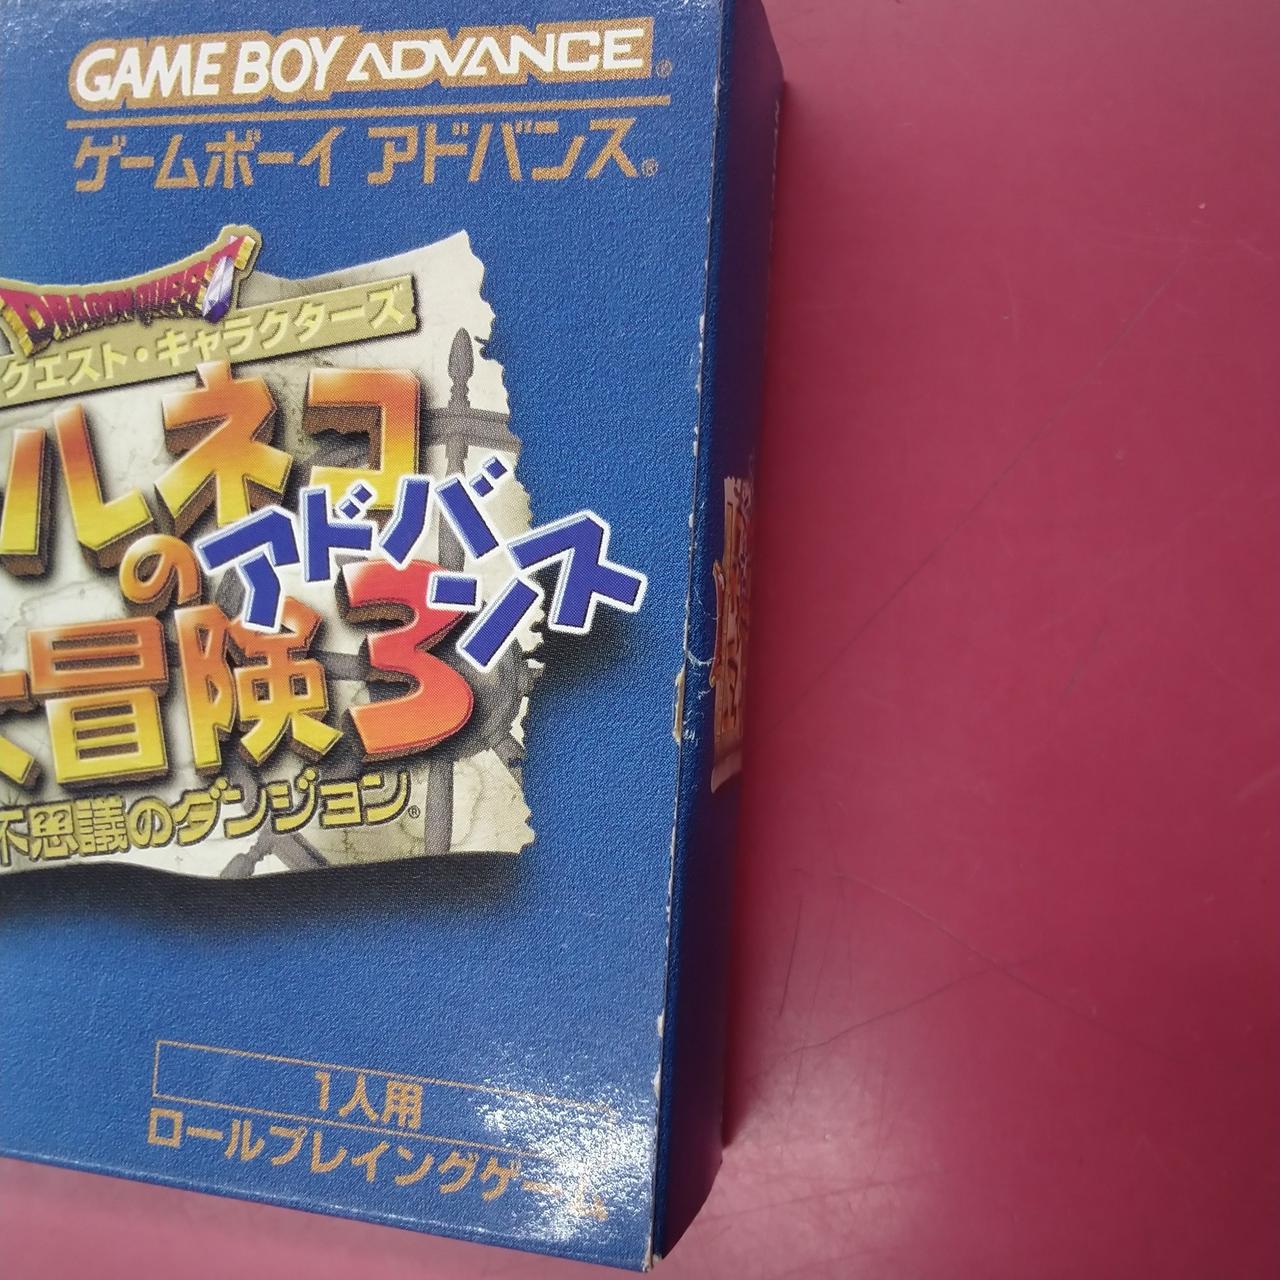 GAME BOY ADVANCE®
ゲームボーイ アドバンス®
DRAGON QUEST
クエスト・キャラクターズ
ルネコ
の
アドバンス
大冒険3
不思議のダンジョン®
1人用
ロールプレイングゲーム